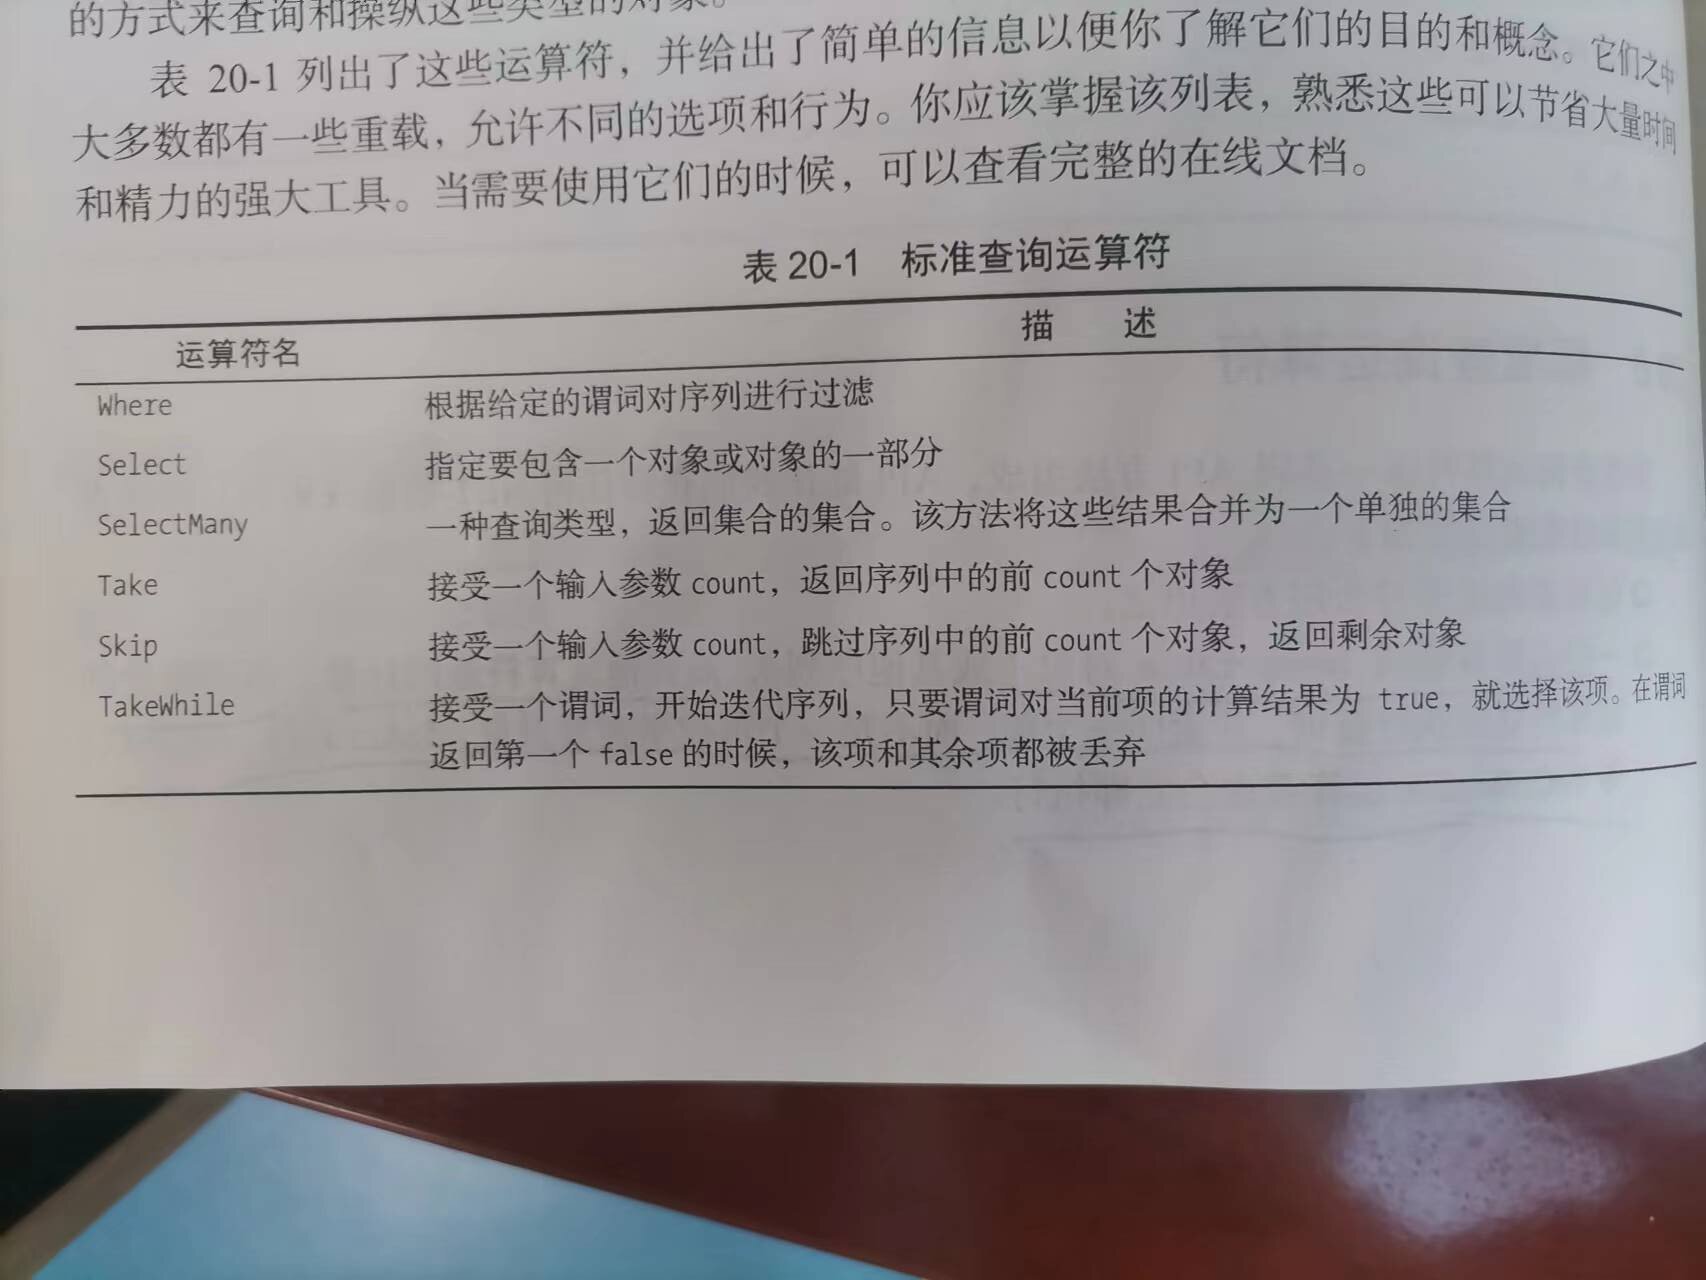 的方式来查询和操纵这些类型的对象。
表 20-1 列出了这些运算符，并给出了简单的信息以便你了解它们的目的和概念。它们之中
大多数都有一些重载，允许不同的选项和行为。你应该掌握该列表，熟悉这些可以节省大量时间
和精力的强大工具。当需要使用它们的时候，可以查看完整的在线文档。
表 20-1 标准查询运算符
运算符名 描 述
Where 根据给定的谓词对序列进行过滤
Select 指定要包含一个对象或对象的一部分
SelectMany 一种查询类型，返回集合的集合。该方法将这些结果合并为一个单独的集合
Take 接受一个输入参数 count，返回序列中的前 count 个对象
Skip 接受一个输入参数 count，跳过序列中的前 count 个对象，返回剩余对象
TakeWhile 接受一个谓词，开始迭代序列，只要谓词对当前项的计算结果为 true，就选择该项。在谓词
返回第一个 false 的时候，该项和其余项都被丢弃